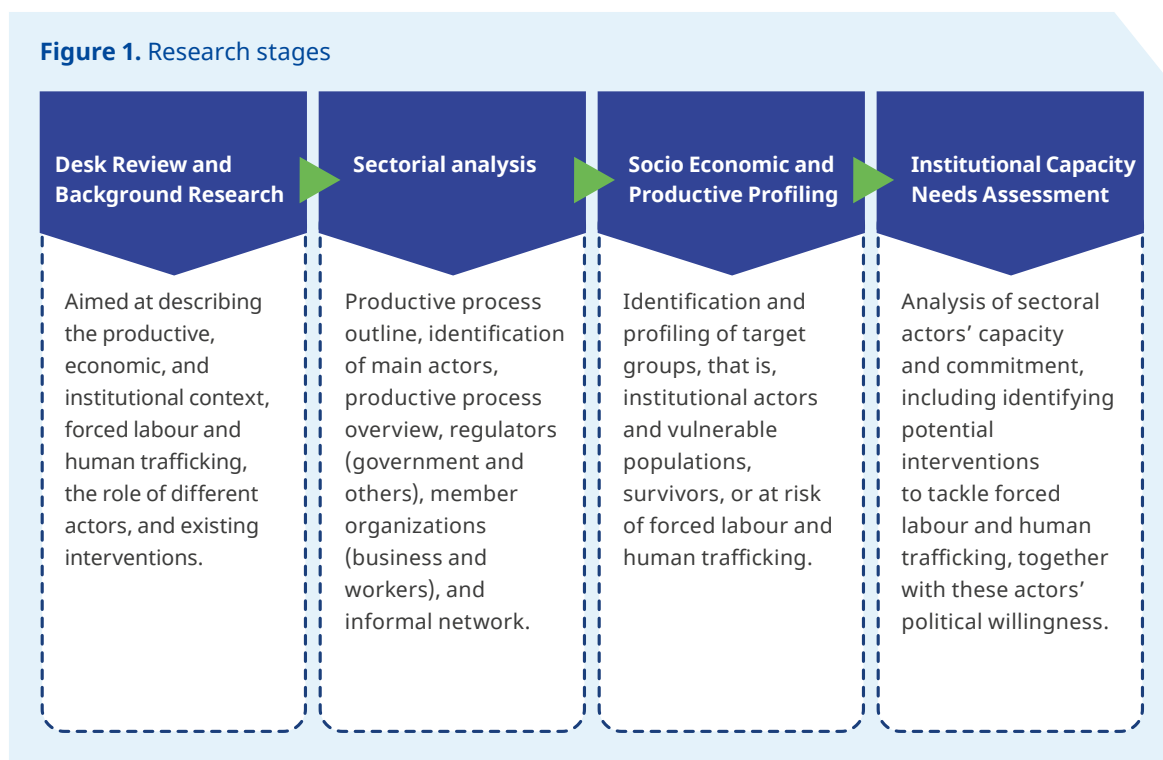 Figure 1. Research stages
Desk Review and
Background Research
Aimed at describing
the productive,
economic, and
institutional context,
forced labour and
human trafficking,
the role of different
actors, and existing
interventions.
Sectorial analysis
Productive process
outline, identification
of main actors,
productive process
overview, regulators
(government and
others), member
organizations
(business and
workers), and
informal network.
Socio Economic and
Productive Profiling
Identification and
profiling of target
groups, that is,
institutional actors
and vulnerable
populations,
survivors, or at risk
of forced labour and
human trafficking.
Institutional Capacity
Needs Assessment
Analysis of sectoral
actors’ capacity
and commitment,
including identifying
potential
interventions
to tackle forced
labour and human
trafficking, together
with these actors’
political willingness.